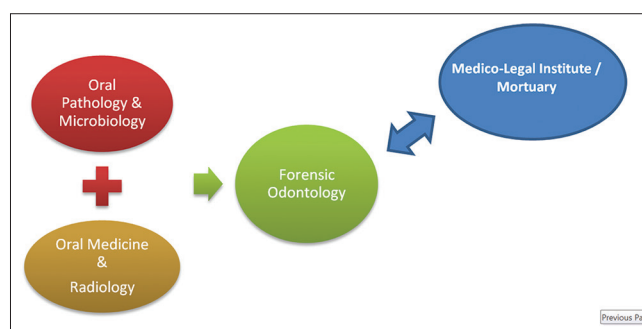 Oral
Pathology &
Microbiology
Oral Medicine
&
Radiology
Forensic
Odontology
Medico-Legal Institute /
Mortuary
Previous Pa